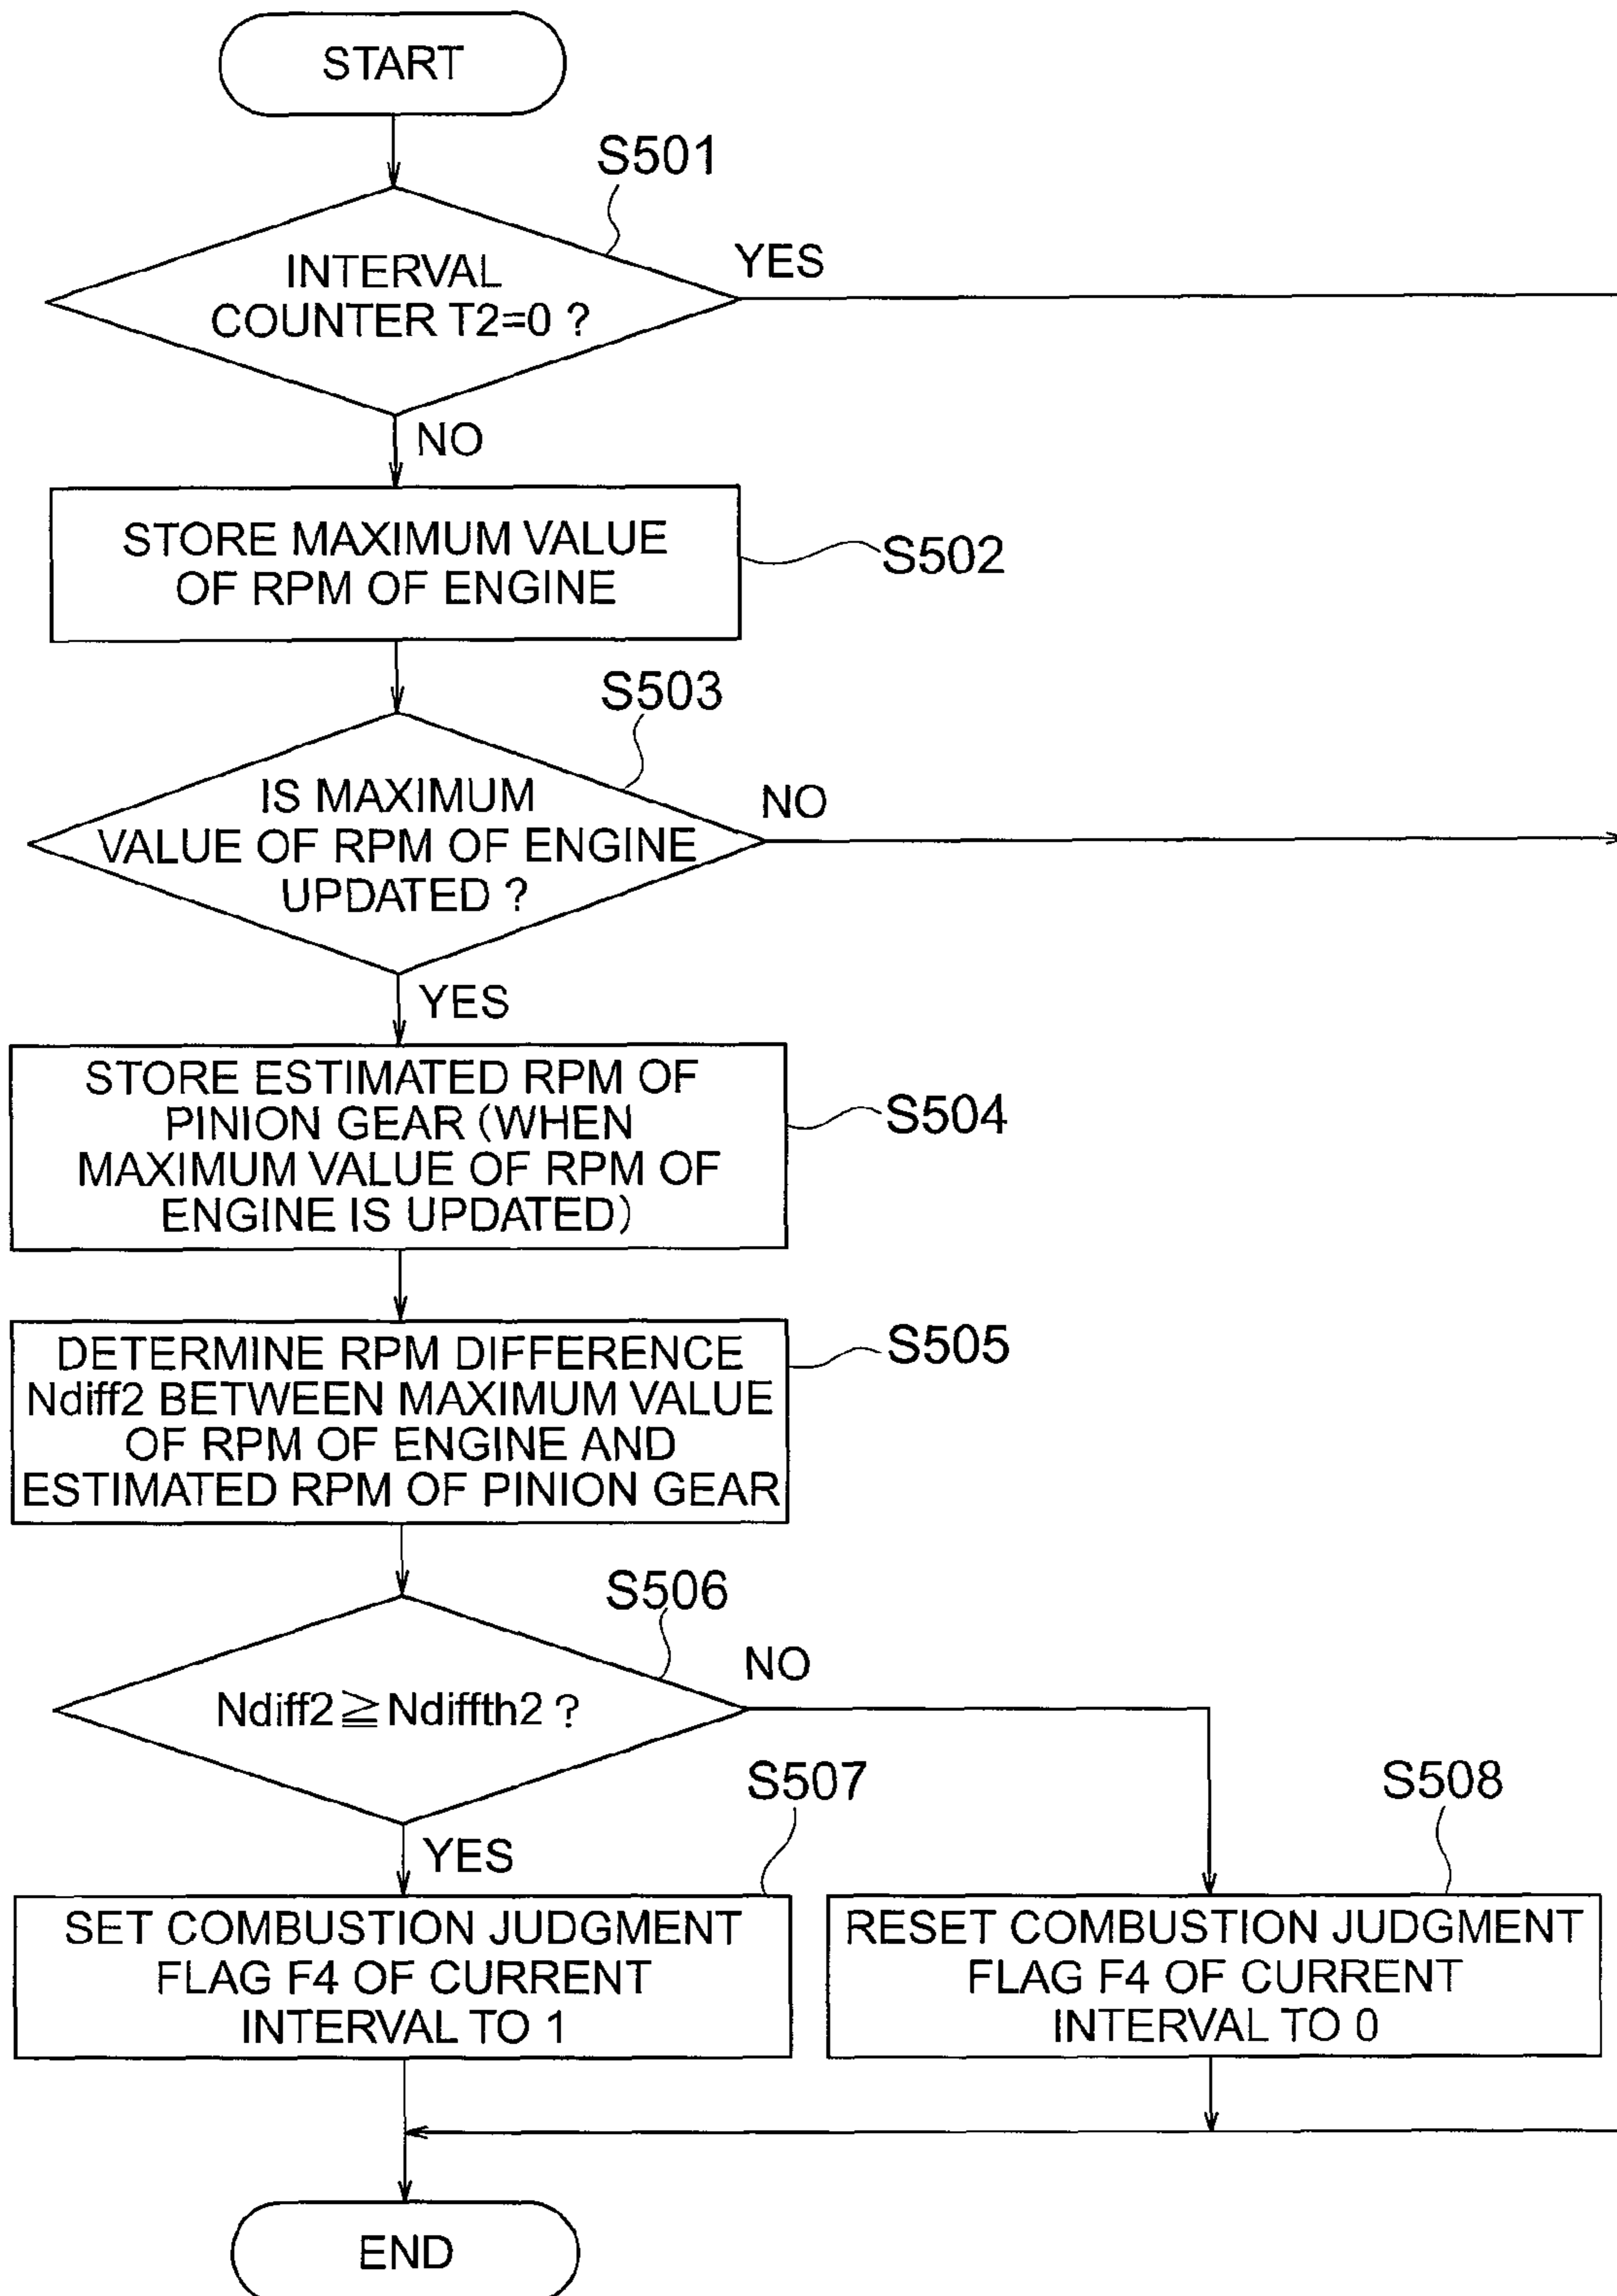 START
S501
INTERVAL
COUNTER T2=0 ?
YES
NO
STORE MAXIMUM VALUE
OF RPM OF ENGINE
S502
S503
IS MAXIMUM
VALUE OF RPM OF ENGINE
UPDATED ?
NO
YES
STORE ESTIMATED RPM OF
PINION GEAR (WHEN
MAXIMUM VALUE OF RPM OF
ENGINE IS UPDATED)
S504
DETERMINE RPM DIFFERENCE
Ndiff2 BETWEEN MAXIMUM VALUE
OF RPM OF ENGINE AND
ESTIMATED RPM OF PINION GEAR
S505
S506
Ndiff2≧Ndiffth2 ?
NO
YES
S507
SET COMBUSTION JUDGMENT
FLAG F4 OF CURRENT
INTERVAL TO 1
S508
RESET COMBUSTION JUDGMENT
FLAG F4 OF CURRENT
INTERVAL TO 0
END